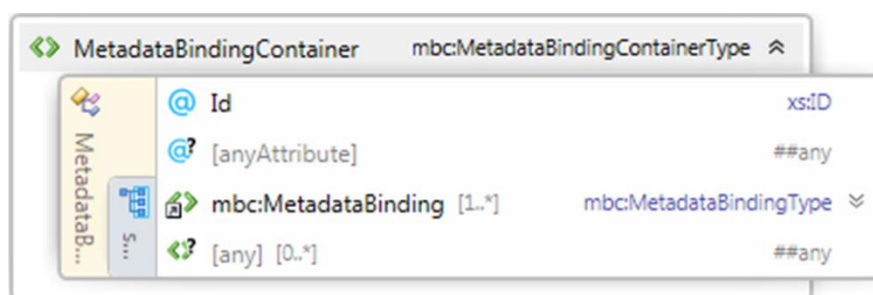 MetadataBindingContainer mbc:MetadataBindingContainerType
MetadataB...
S...
@ Id xs:ID
@? [anyAttribute] ##any
mbc:MetadataBinding [1..*] mbc:MetadataBindingType
<>? [any] [0..*] ##any